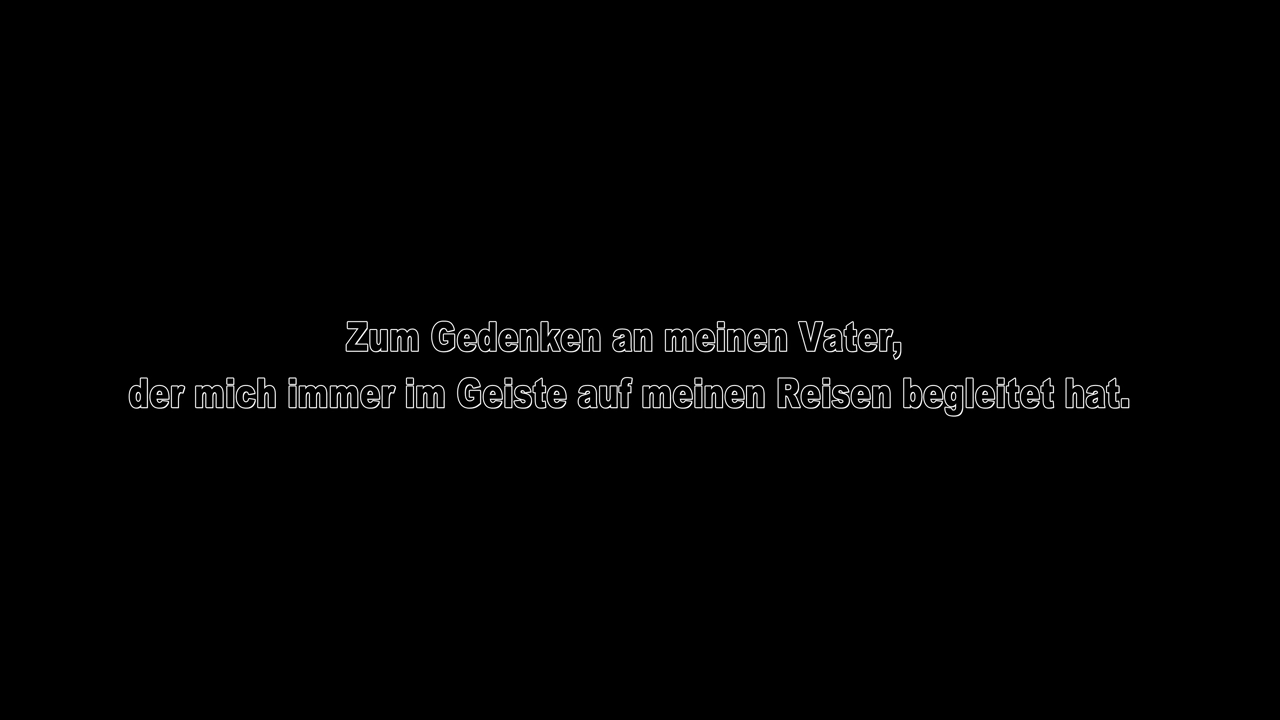 Zum Gedenken an meinen Vater,
der mich immer im Geiste auf meinen Reisen begleitet hat.